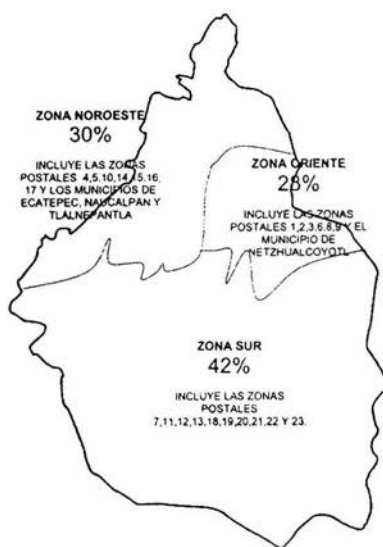 ZONA NOROESTE
30%
INCLUYE LAS ZONAS
POSTALES 4,5,10,14,15,16,
17 Y LOS MUNICIPIOS DE
ECATEPEC, NAUCALPAN Y
TLALNEPANTLA
ZONA ORIENTE
28%
INCLUYE LAS ZONAS
POSTALES 1,2,3,6,8,9 Y EL
MUNICIPIO DE
NETZHUALCOYOTL
ZONA SUR
42%
INCLUYE LAS ZONAS
POSTALES
7,11,12,13,18,19,20,21,22 Y 23.